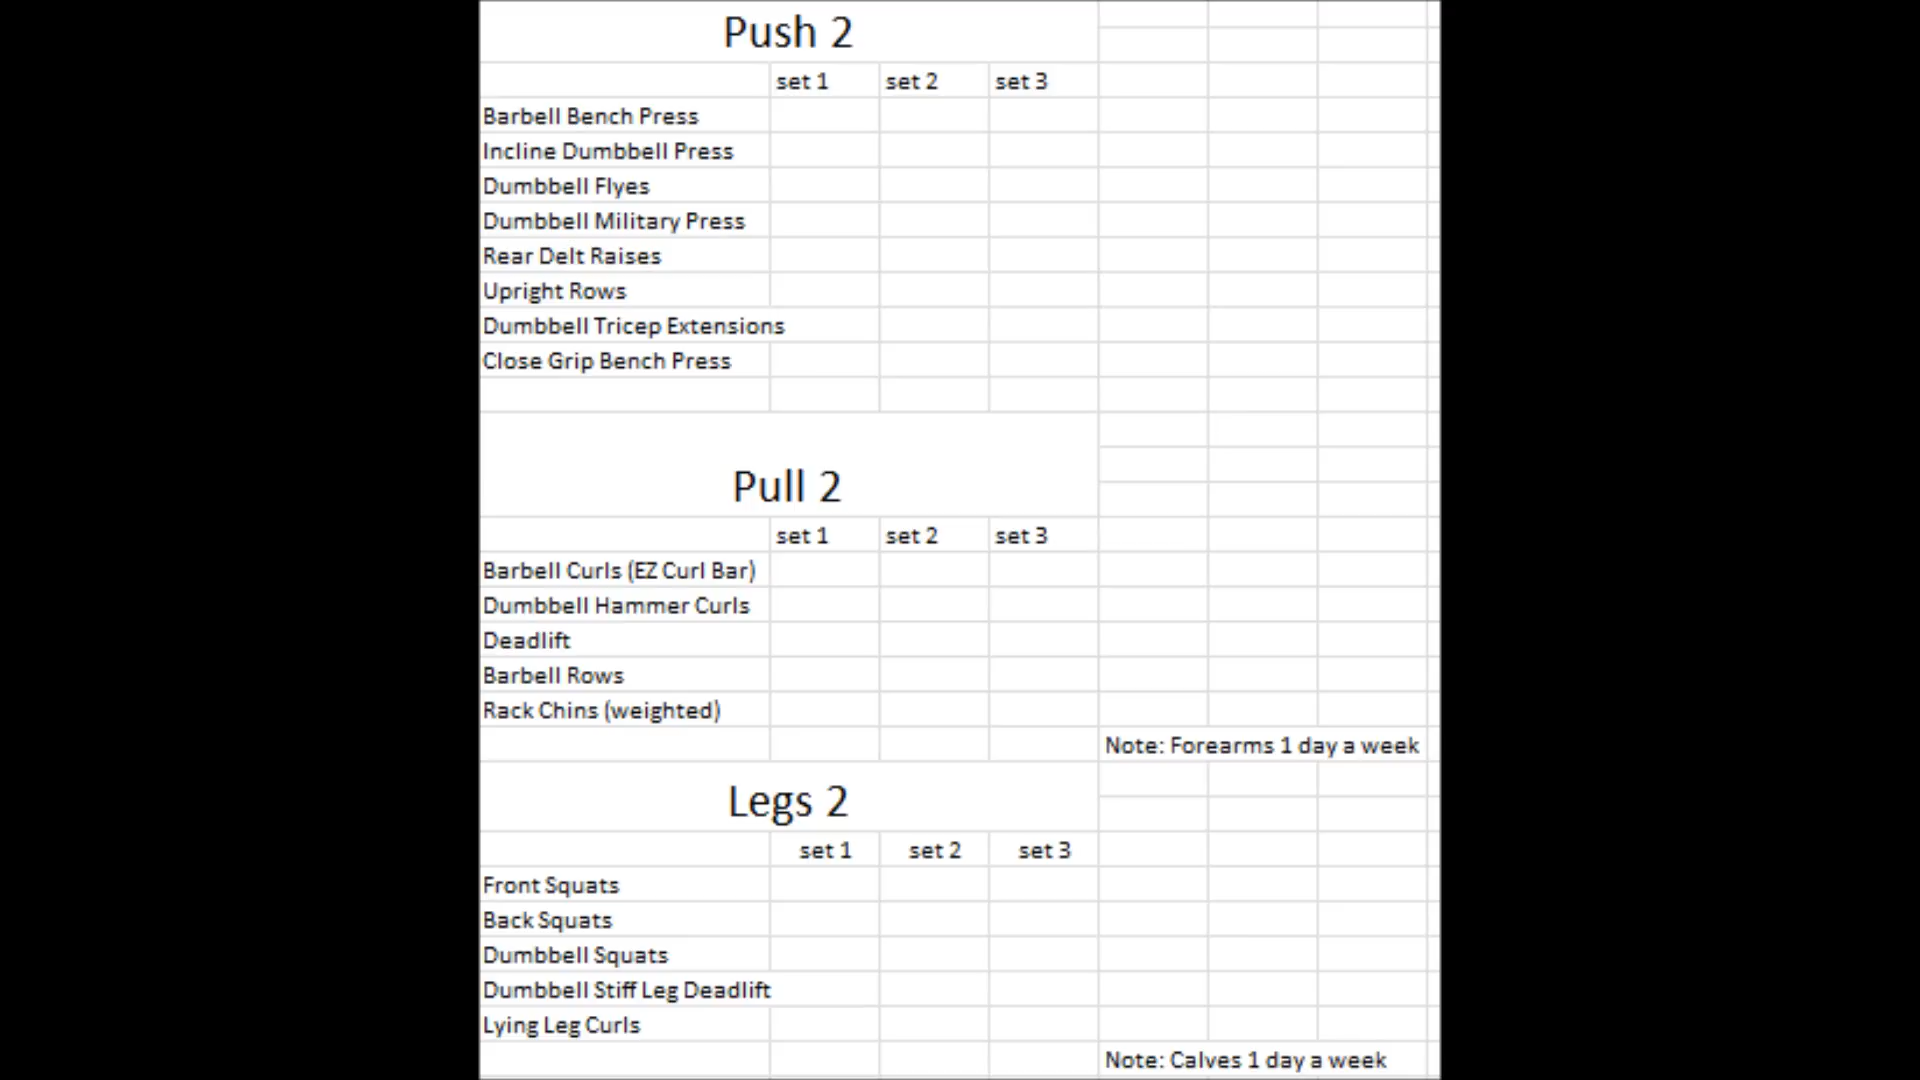 Push 2
set 1 set 2 set 3
Barbell Bench Press
Incline Dumbbell Press
Dumbbell Flyes
Dumbbell Military Press
Rear Delt Raises
Upright Rows
Dumbbell Tricep Extensions
Close Grip Bench Press
Pull 2
set 1 set 2 set 3
Barbell Curls (EZ Curl Bar)
Dumbbell Hammer Curls
Deadlift
Barbell Rows
Rack Chins (weighted)
Note: Forearms 1 day a week
Legs 2
set 1 set 2 set 3
Front Squats
Back Squats
Dumbbell Squats
Dumbbell Stiff Leg Deadlift
Lying Leg Curls
Note: Calves 1 day a week